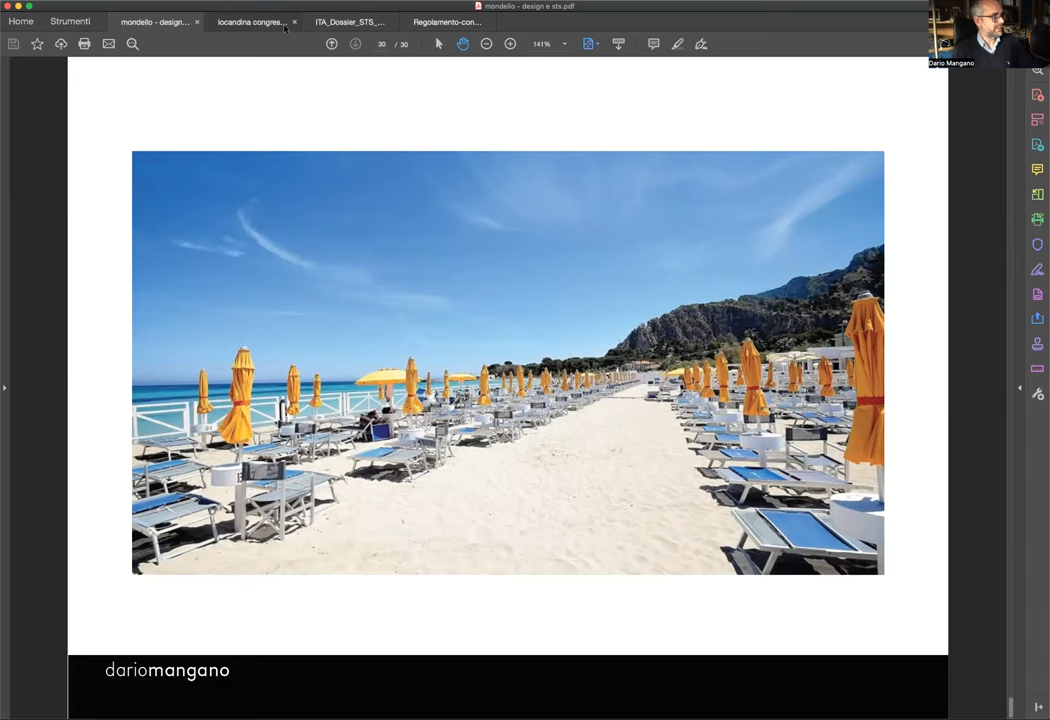 mondello - design e sts.pdf
Home
Strumenti
mondello - design...
locandina congres...
ITA_Dossier_STS_...
Regolamento-con...
30 / 30
141%
Dario Mangano
dariomangano